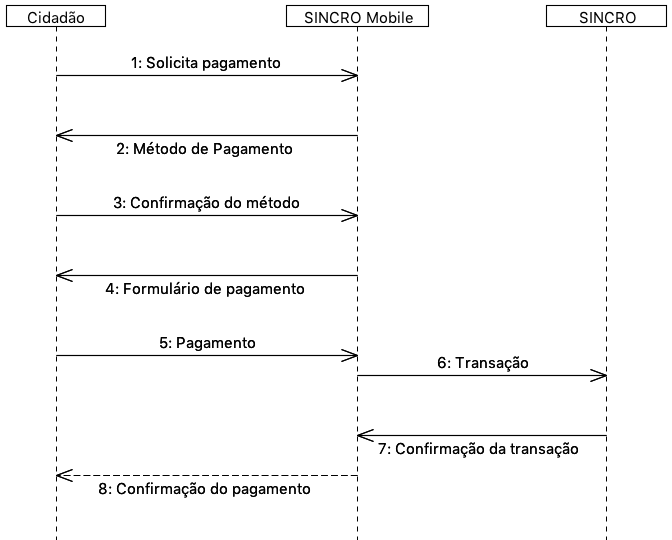 Cidadão
SINCRO Mobile
SINCRO
1: Solicita pagamento
2: Método de Pagamento
3: Confirmação do método
4: Formulário de pagamento
5: Pagamento
6: Transação
7: Confirmação da transação
8: Confirmação do pagamento